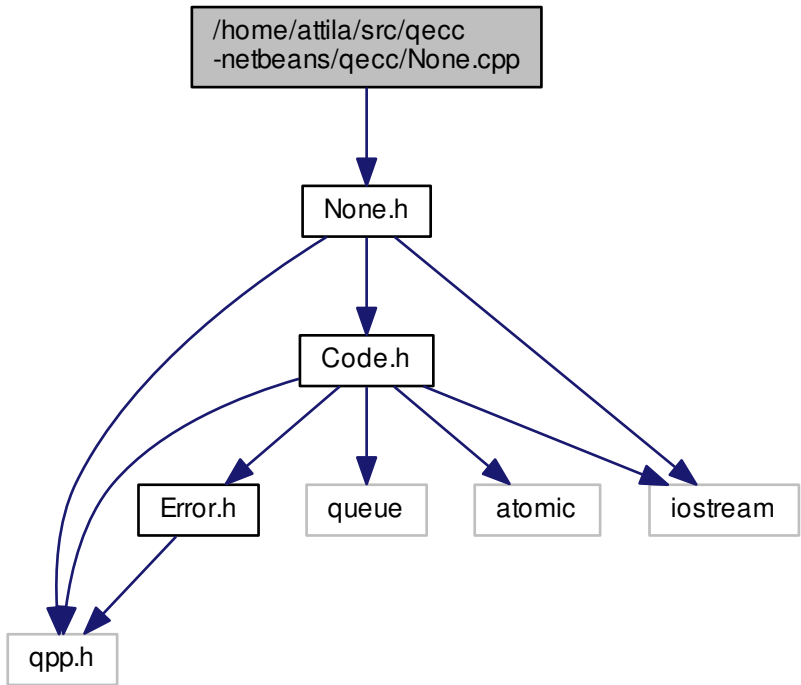 /home/attila/src/qecc
-netbeans/qecc/None.cpp
None.h
Code.h
Error.h
queue
atomic
iostream
qpp.h